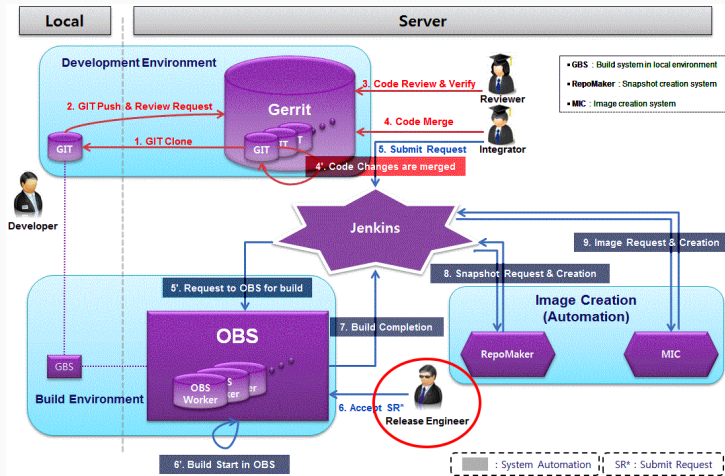 Local
Server
Development Environment
GBS : Build system in local environment
RepoMaker : Snapshot creation system
MIC : Image creation system
3. Code Review & Verify
Reviewer
2. GIT Push & Review Request
Gerrit
4. Code Merge
Integrator
1. GIT Clone
GIT
GIT
IT
T
5. Submit Request
4'. Code Changes are merged
Developer
Jenkins
9. Image Request & Creation
8. Snapshot Request & Creation
5'. Request to OBS for build
Image Creation
(Automation)
OBS
7. Build Completion
RepoMaker
MIC
GBS
OBS
Worker
S
ker
er
Build Environment
6. Accept SR*
Release Engineer
6'. Build Start in OBS
: System Automation
SR* : Submit Request